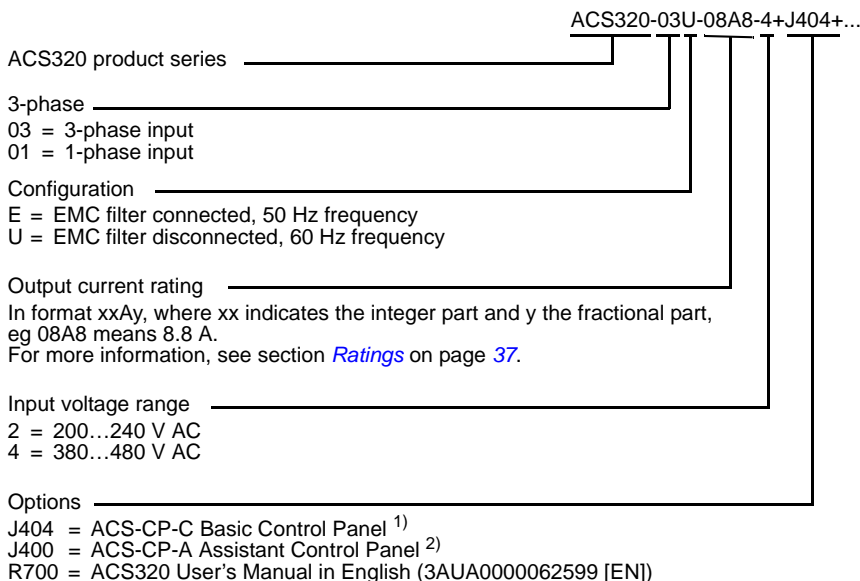 ACS320-03U-08A8-4+J404+...
ACS320 product series
3-phase
03 = 3-phase input
01 = 1-phase input
Configuration
E = EMC filter connected, 50 Hz frequency
U = EMC filter disconnected, 60 Hz frequency
Output current rating
In format xxAy, where xx indicates the integer part and y the fractional part,
eg 08A8 means 8.8 A.
For more information, see section Ratings on page 37.
Input voltage range
2 = 200…240 V AC
4 = 380…480 V AC
Options
J404 = ACS-CP-C Basic Control Panel 1)
J400 = ACS-CP-A Assistant Control Panel 2)
R700 = ACS320 User's Manual in English (3AUA0000062599 [EN])